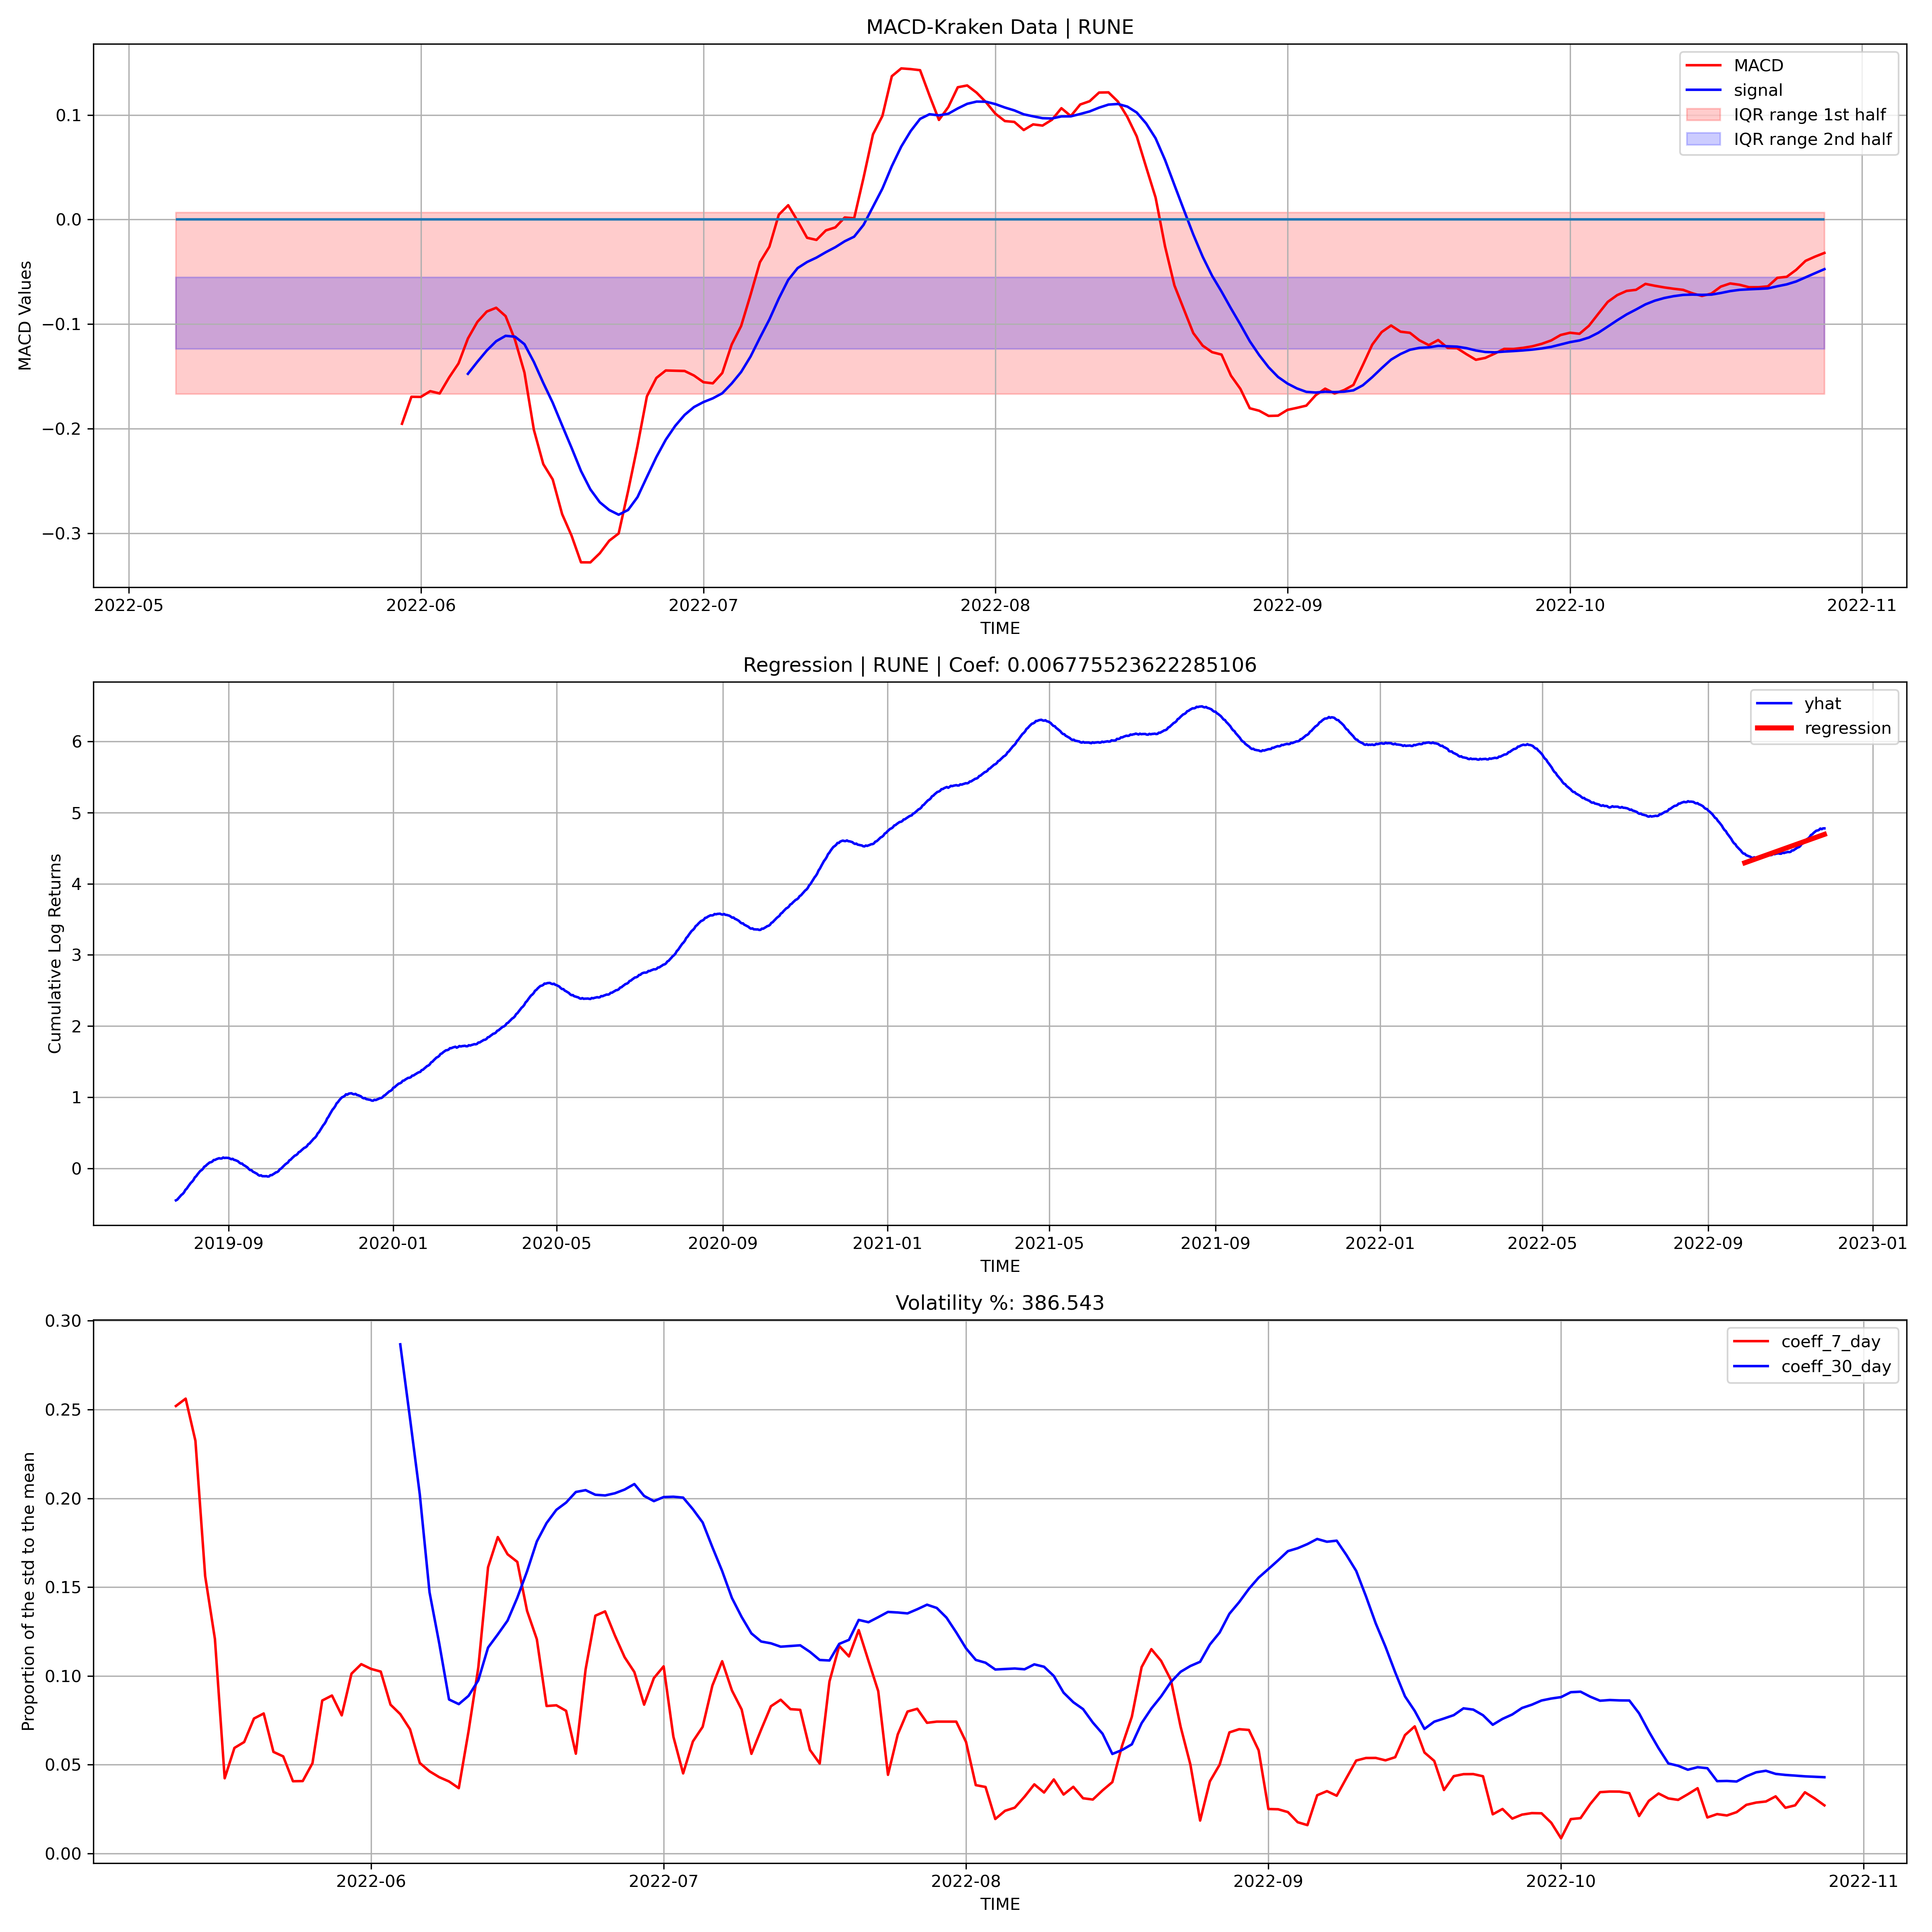 MACD-Kraken Data | RUNE
MACD
signal
IQR range 1st half
IQR range 2nd half
MACD Values
0.1
0.0
−0.1
−0.2
−0.3
2022-05
2022-06
2022-07
2022-08
2022-09
2022-10
2022-11
TIME
Regression | RUNE | Coef: 0.006775523622285106
yhat
regression
Cumulative Log Returns
6
5
4
3
2
1
0
2019-09
2020-01
2020-05
2020-09
2021-01
2021-05
2021-09
2022-01
2022-05
2022-09
2023-01
TIME
Volatility %: 386.543
coeff_7_day
coeff_30_day
Proportion of the std to the mean
0.30
0.25
0.20
0.15
0.10
0.05
0.00
2022-06
2022-07
2022-08
2022-09
2022-10
2022-11
TIME